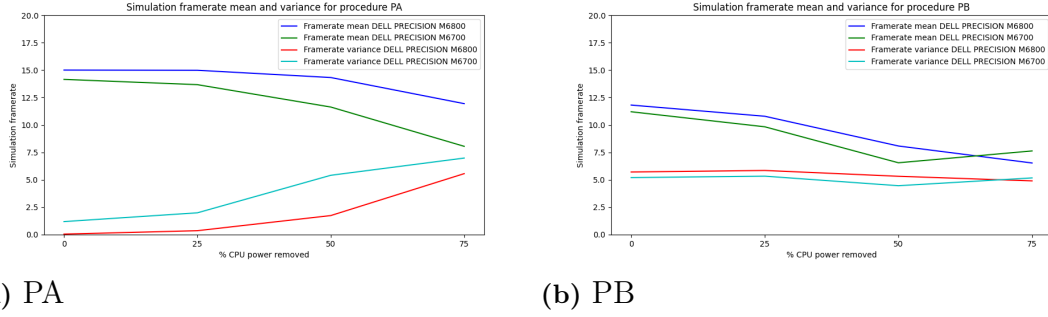 Simulation framerate mean and variance for procedure PA
20.0
17.5
15.0
12.5
10.0
7.5
5.0
2.5
0.0
Simulation framerate
Framerate mean DELL PRECISION M6800
Framerate mean DELL PRECISION M6700
Framerate variance DELL PRECISION M6800
Framerate variance DELL PRECISION M6700
0 25 50 75
% CPU power removed
) PA
Simulation framerate mean and variance for procedure PB
20.0
17.5
15.0
12.5
10.0
7.5
5.0
2.5
0.0
Simulation framerate
Framerate mean DELL PRECISION M6800
Framerate mean DELL PRECISION M6700
Framerate variance DELL PRECISION M6800
Framerate variance DELL PRECISION M6700
0 25 50 75
% CPU power removed
(b) PB